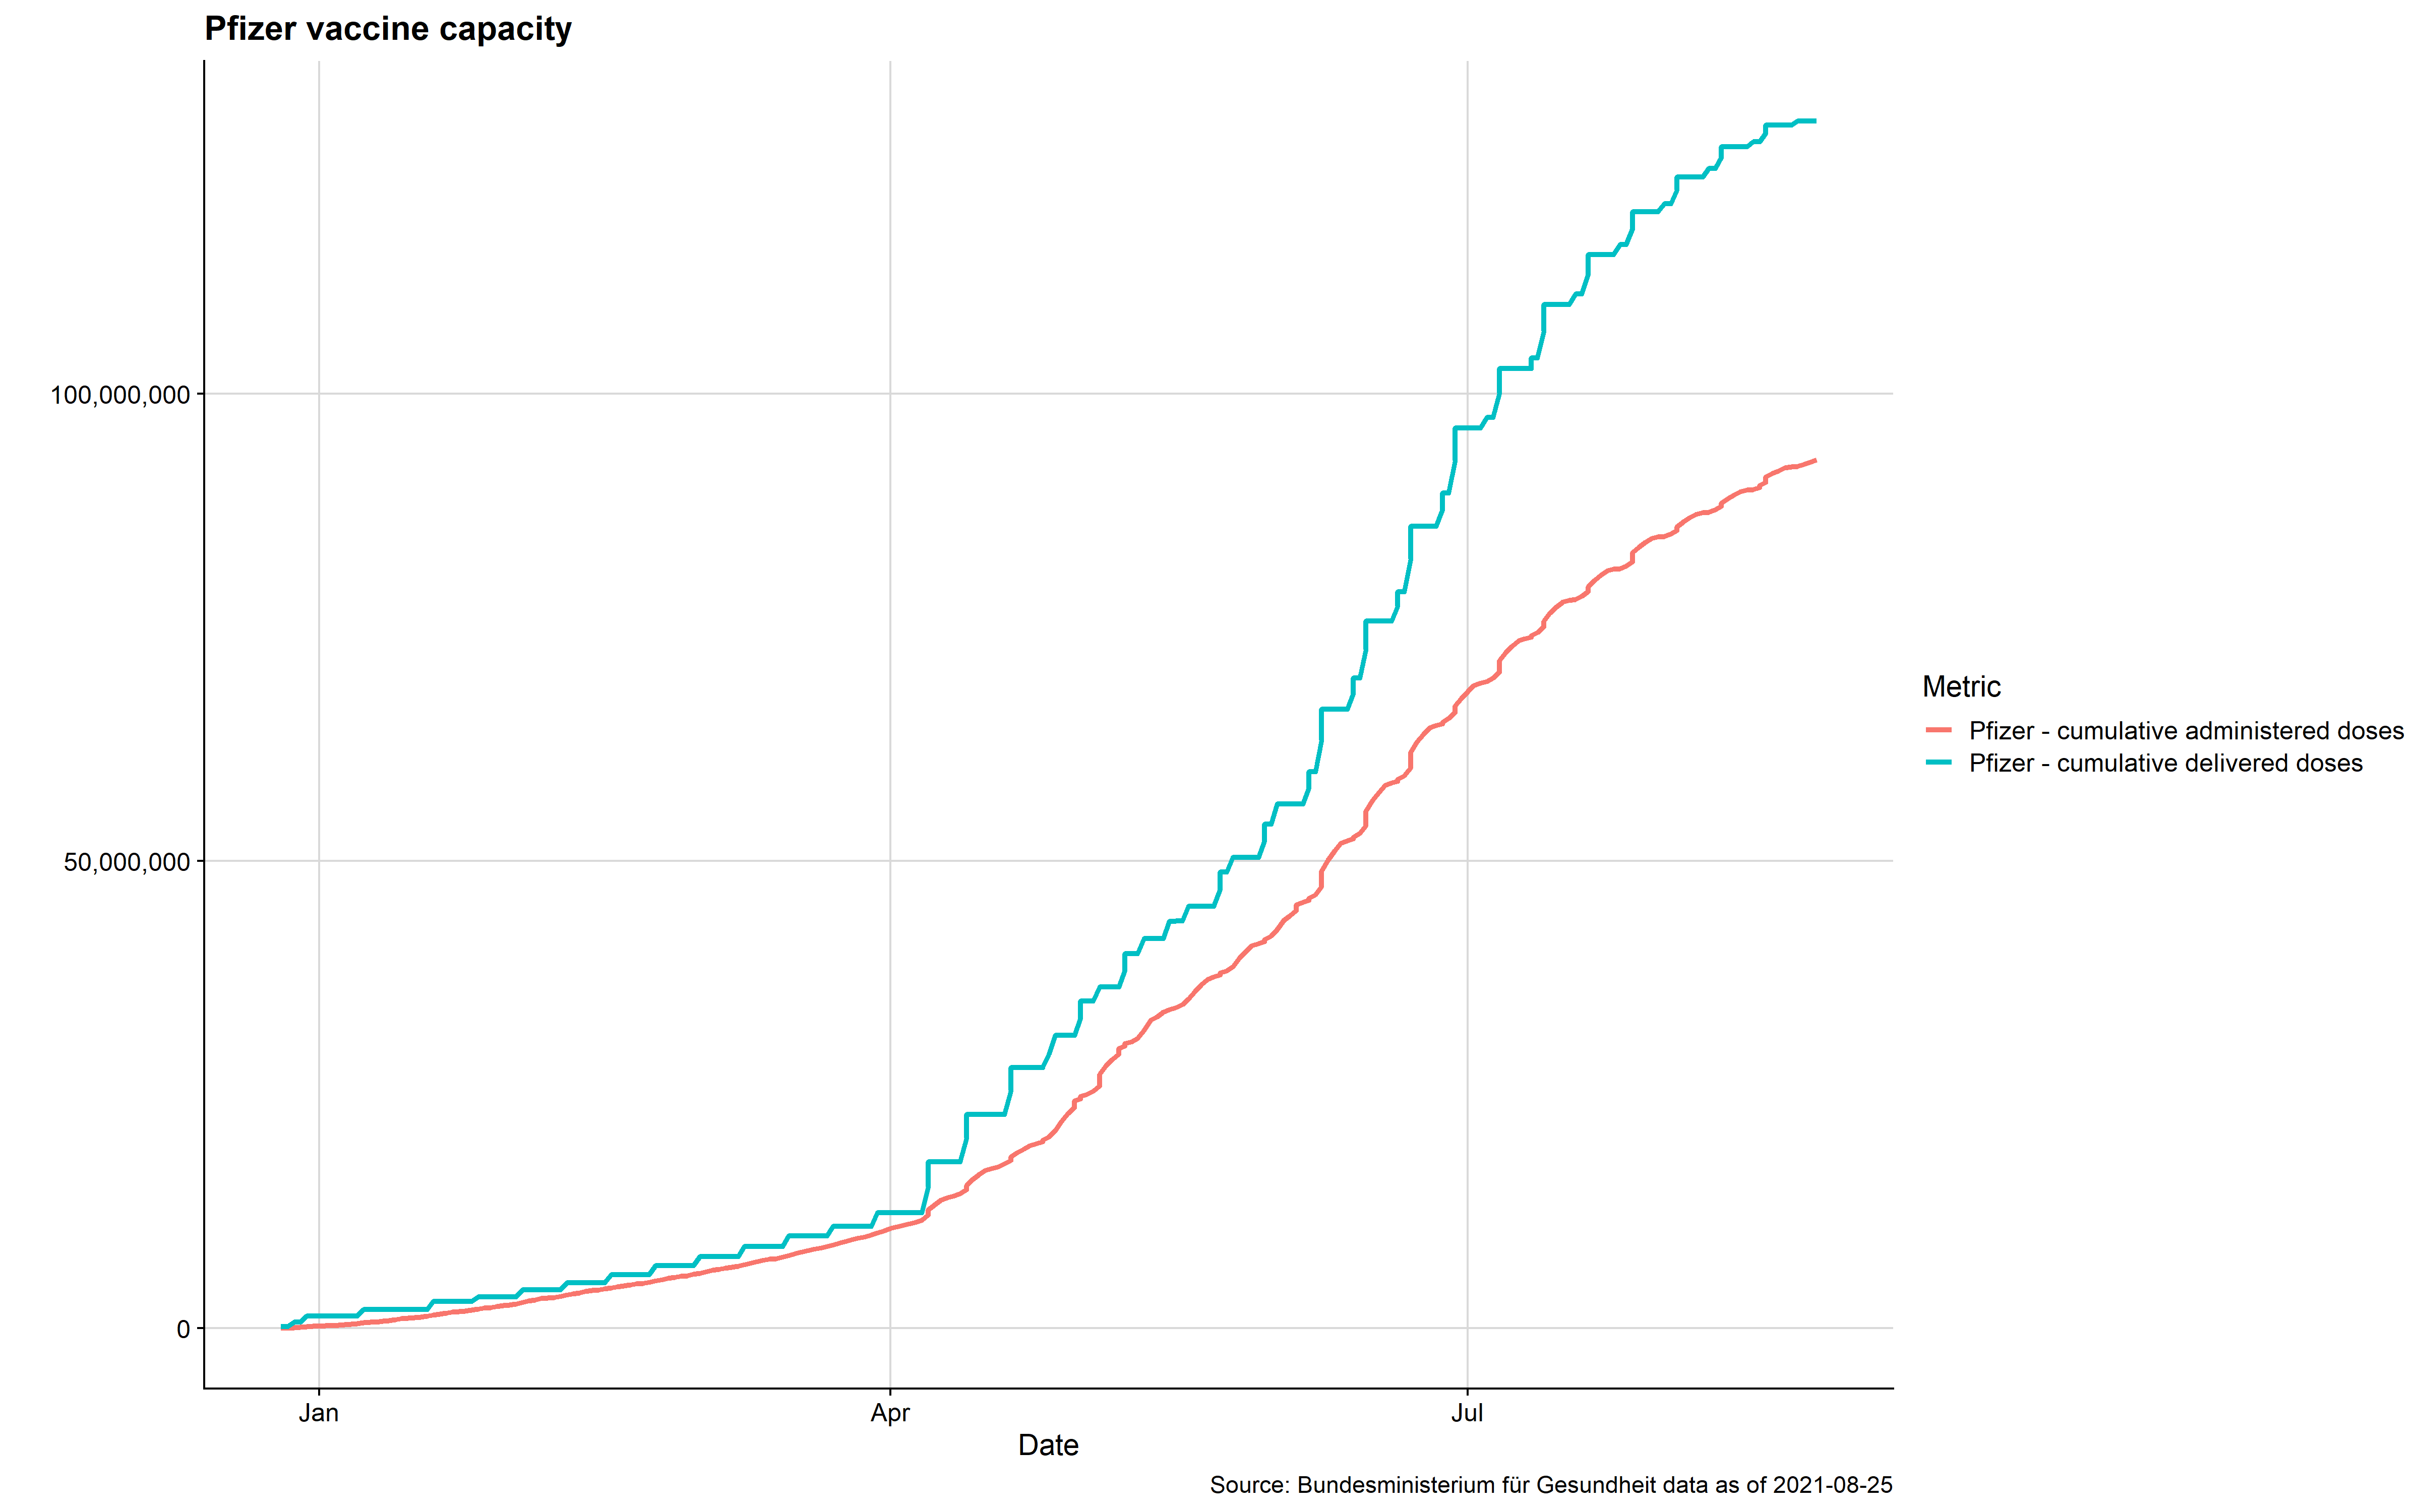 Pfizer vaccine capacity
100,000,000
50,000,000
0
Jan Apr Jul
Date
Metric
Pfizer - cumulative administered doses
Pfizer - cumulative delivered doses
Source: Bundesministerium für Gesundheit data as of 2021-08-25